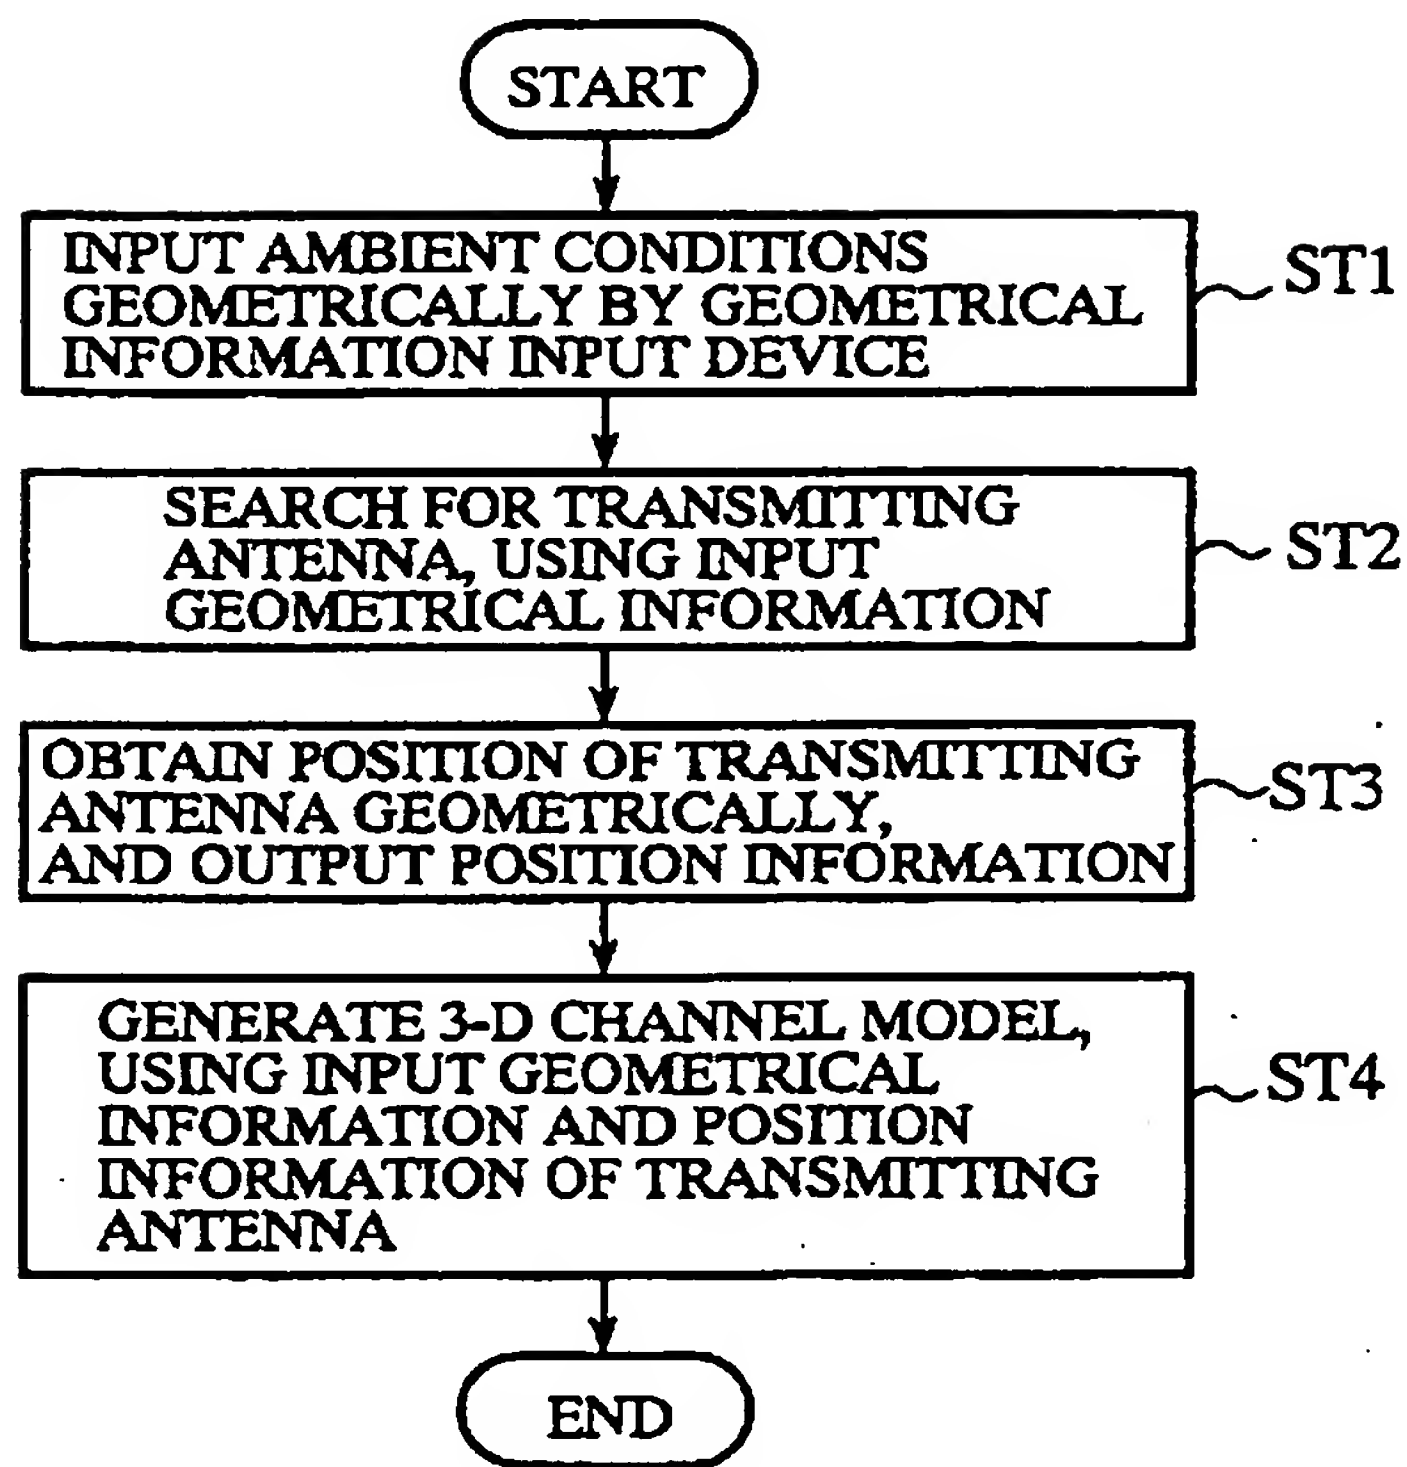 START
INPUT AMBIENT CONDITIONS
GEOMETRICALLY BY GEOMETRICAL
INFORMATION INPUT DEVICE
ST1
SEARCH FOR TRANSMITTING
ANTENNA, USING INPUT
GEOMETRICAL INFORMATION
ST2
OBTAIN POSITION OF TRANSMITTING
ANTENNA GEOMETRICALLY,
AND OUTPUT POSITION INFORMATION
ST3
GENERATE 3-D CHANNEL MODEL,
USING INPUT GEOMETRICAL
INFORMATION AND POSITION
INFORMATION OF TRANSMITTING
ANTENNA
ST4
END